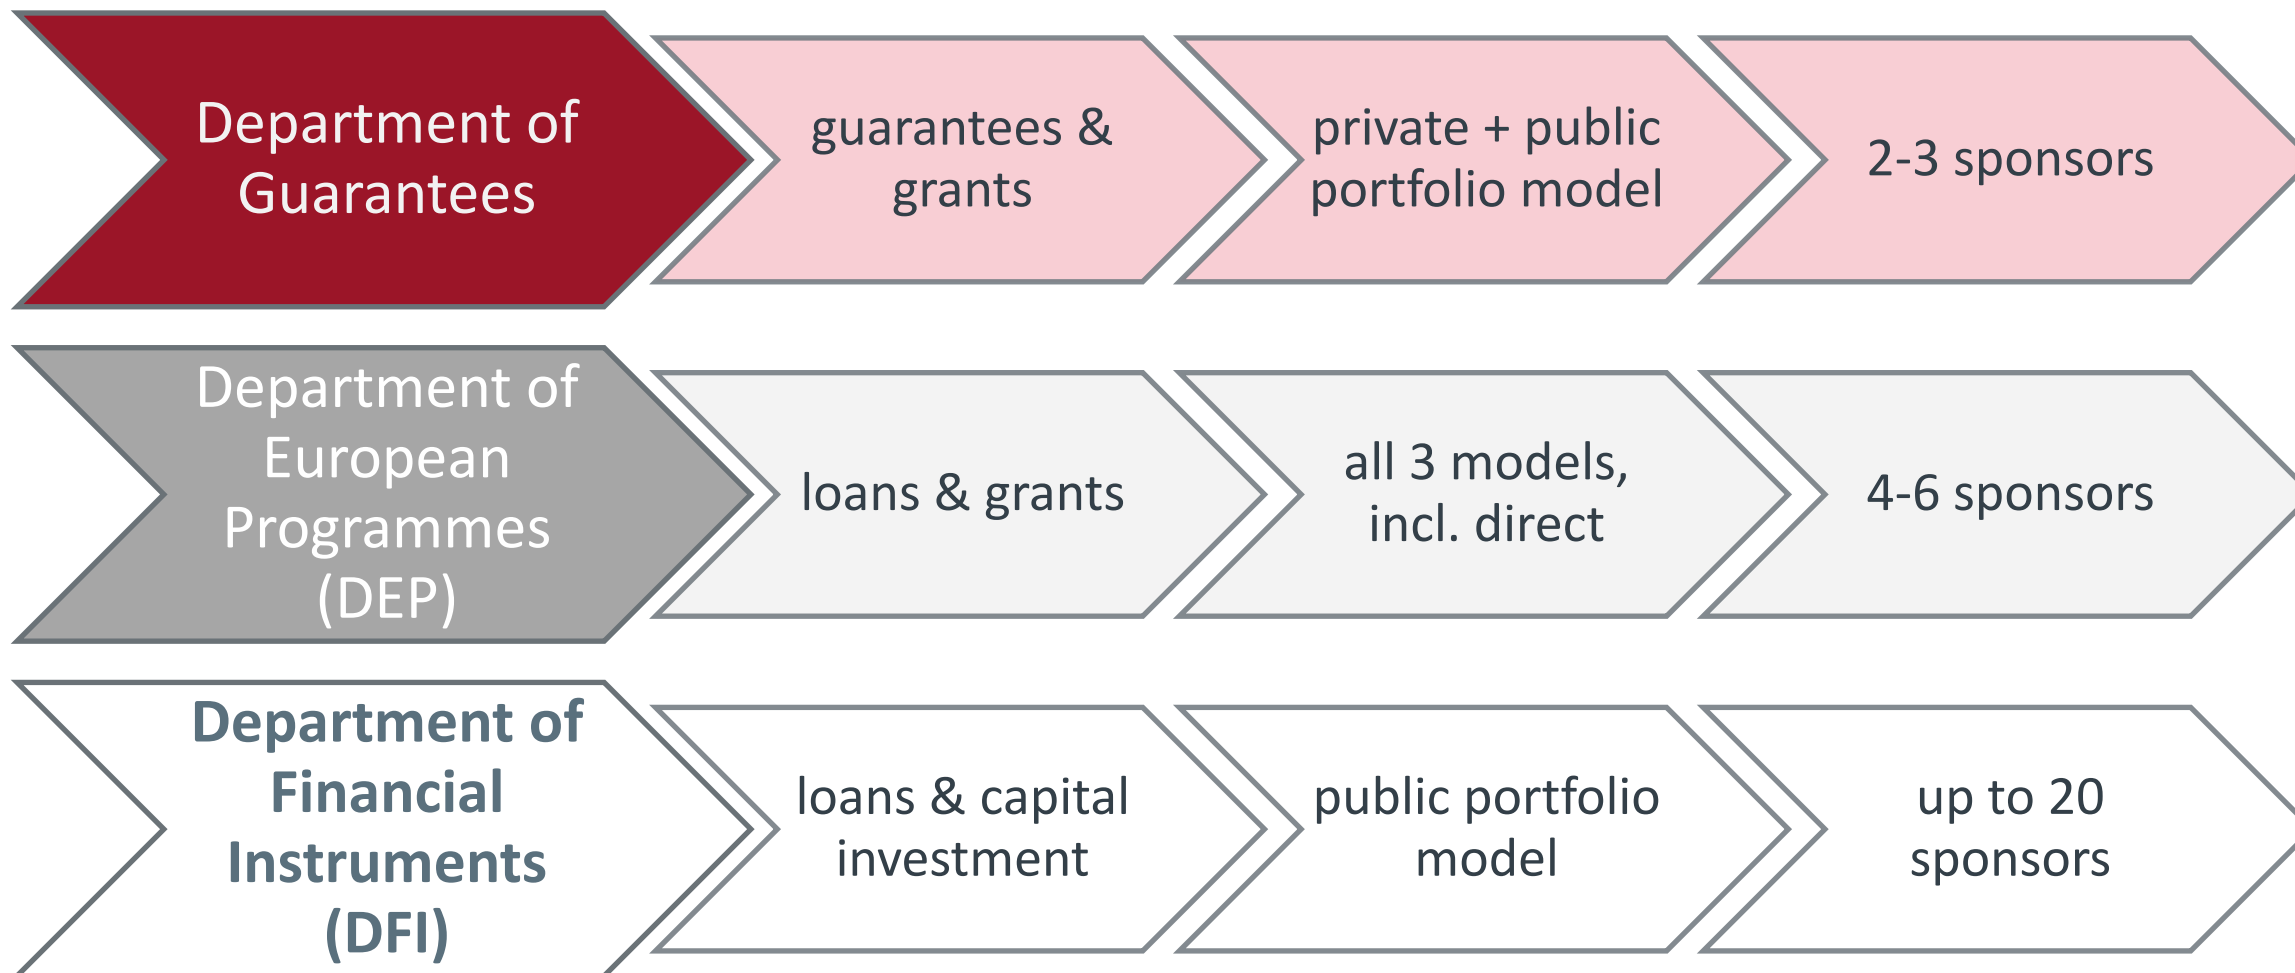 Department of
Guarantees
guarantees &
grants
private + public
portfolio model
2-3 sponsors
Department of
European
Programmes
(DEP)
loans & grants
all 3 models,
incl. direct
4-6 sponsors
Department of
Financial
Instruments
(DFI)
loans & capital
investment
public portfolio
model
up to 20
sponsors